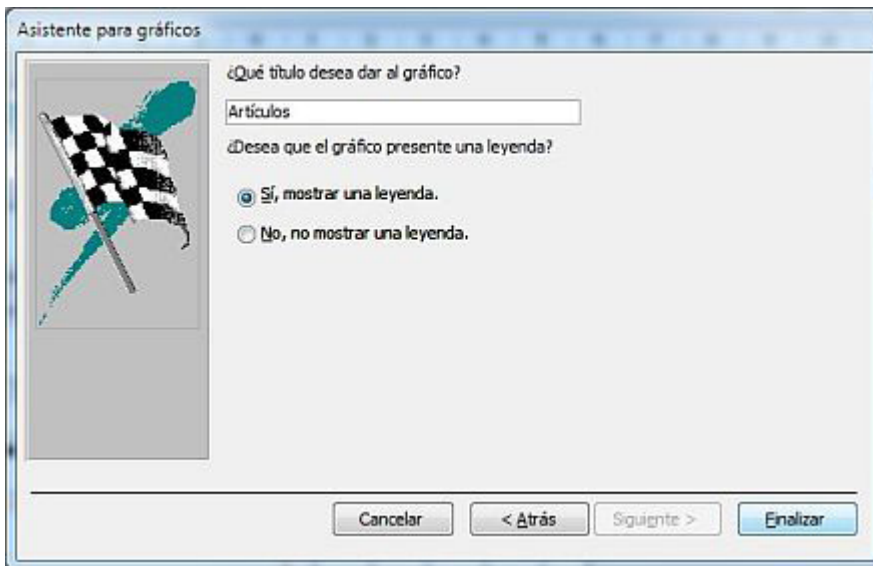 Asistente para gráficos
¿Qué título desea dar al gráfico?
Artículos
¿Desea que el gráfico presente una leyenda?
Sí, mostrar una leyenda.
No, no mostrar una leyenda.
Cancelar
< Atrás
Siguiente >
Finalizar